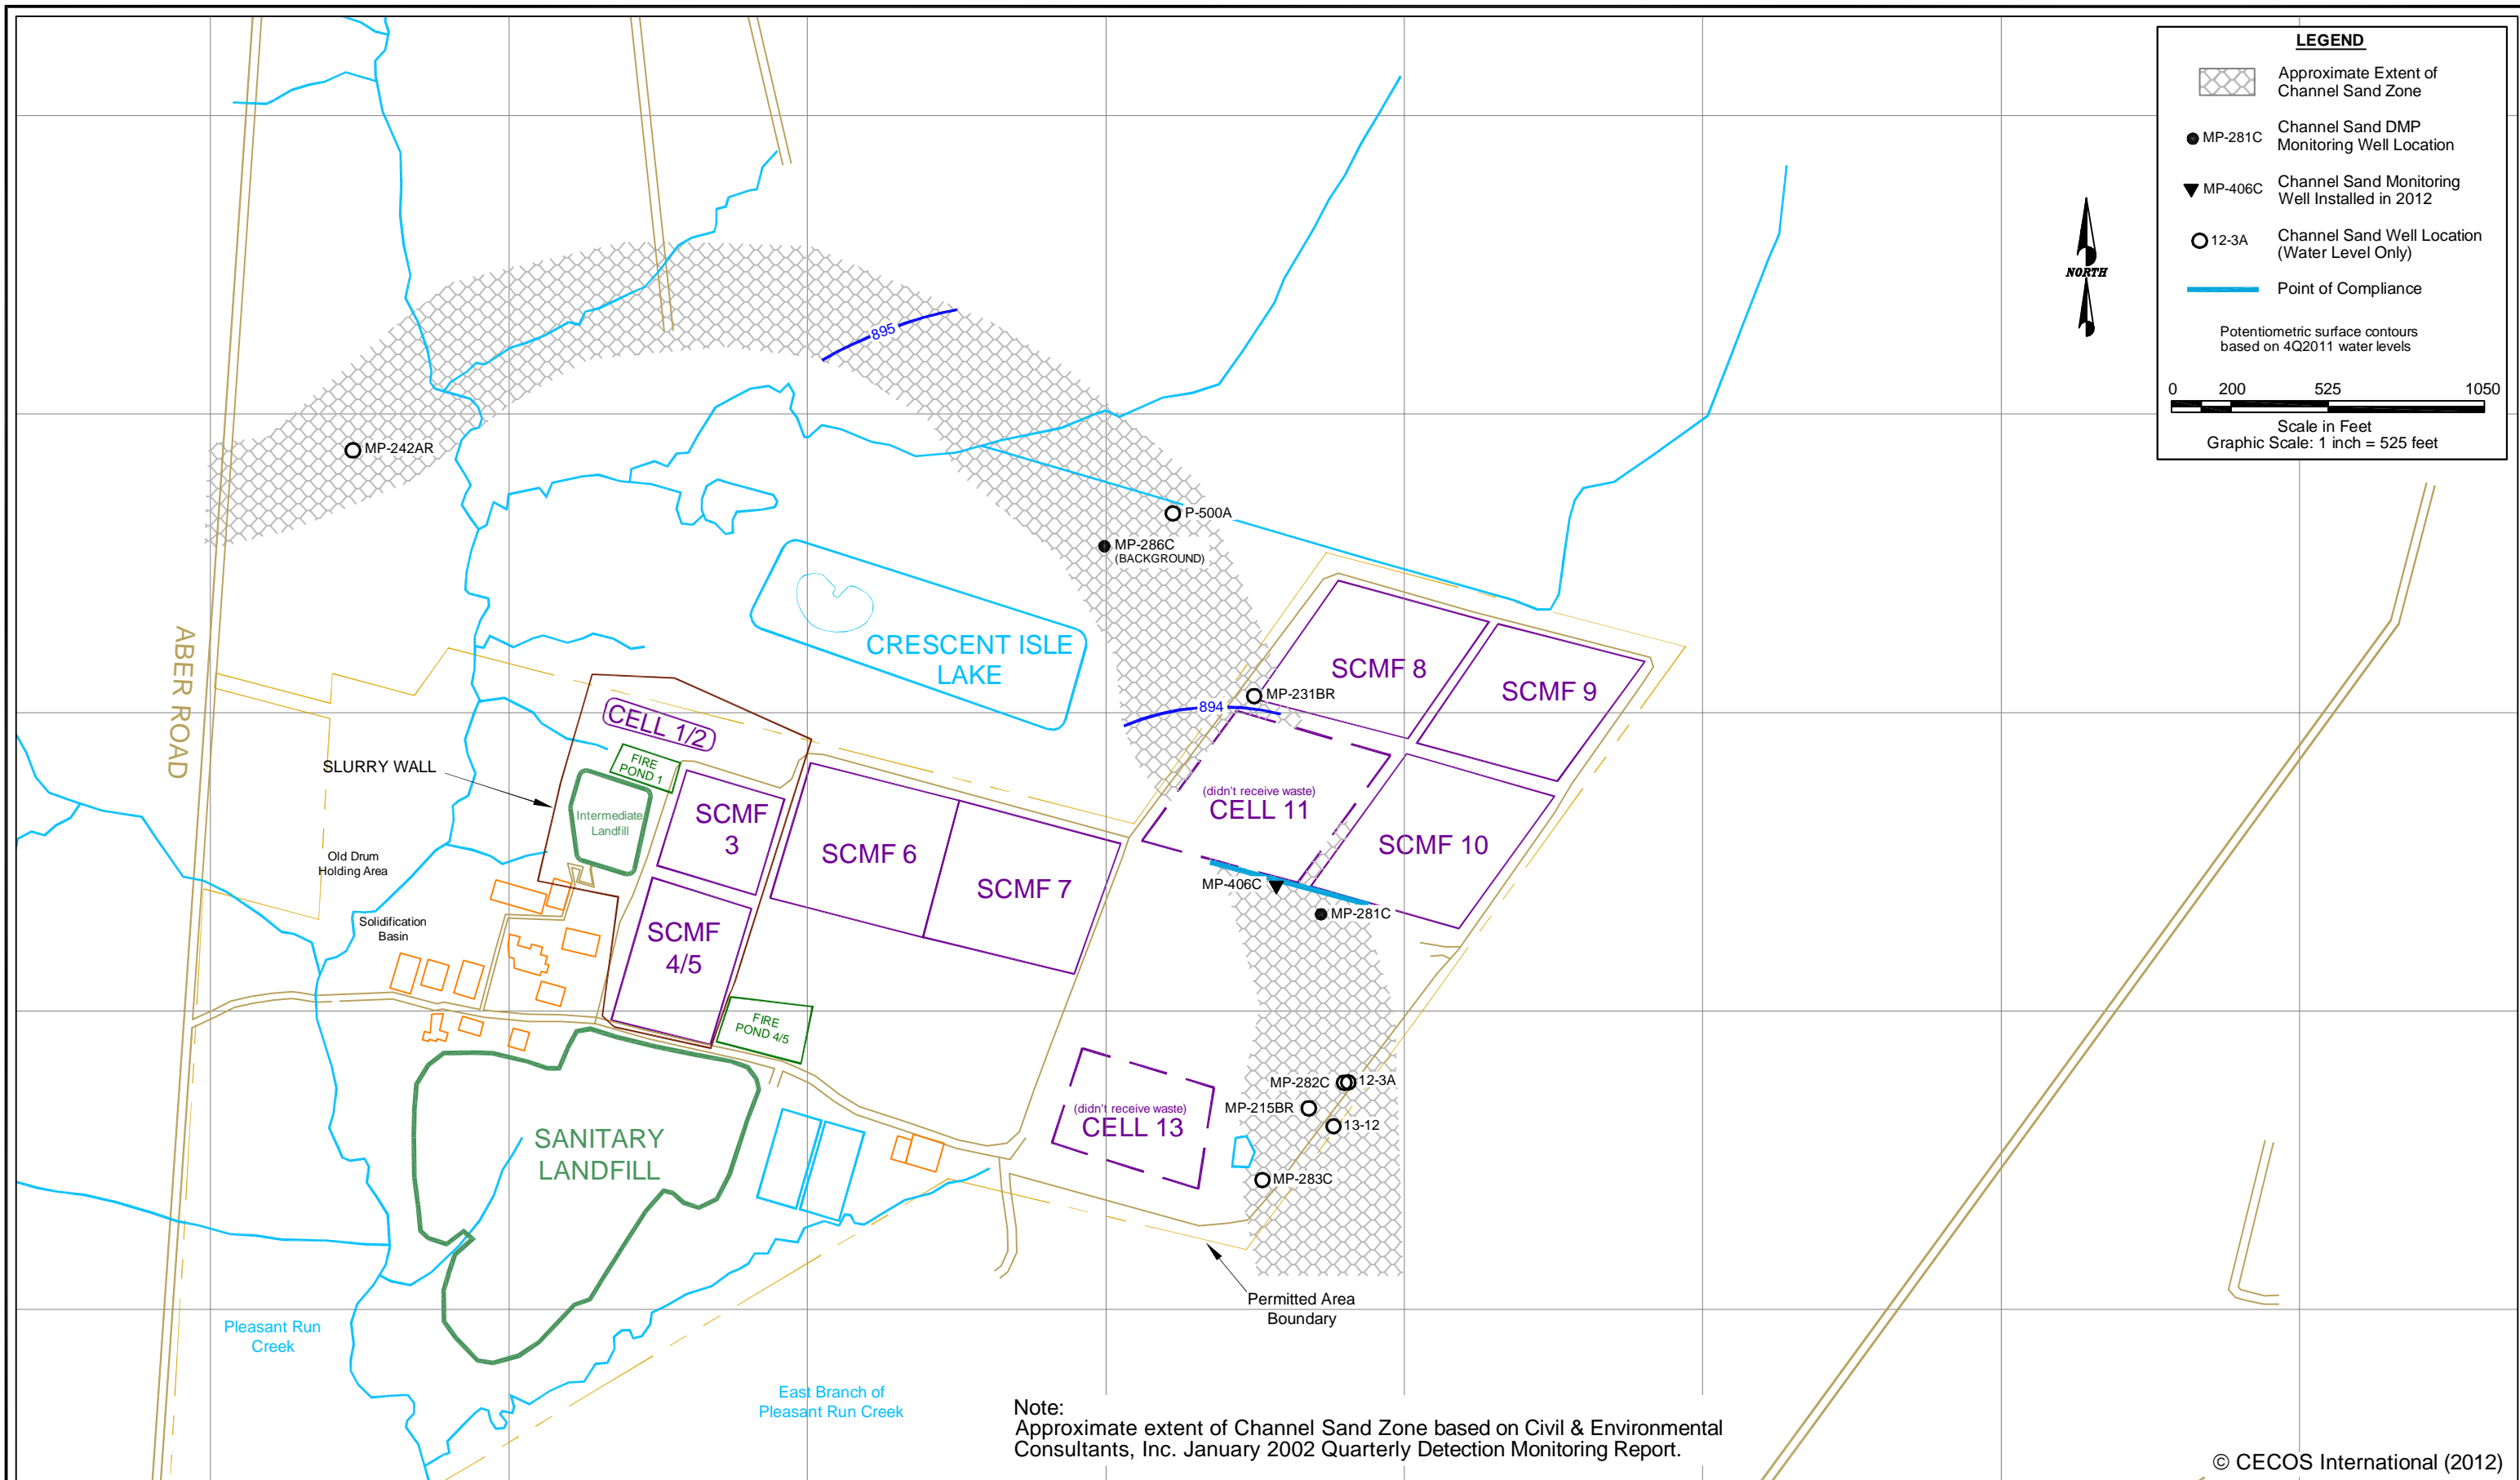 LEGEND
Approximate Extent of
Channel Sand Zone
MP-281C
Channel Sand DMP
Monitoring Well Location
MP-406C
Channel Sand Monitoring
Well Installed in 2012
12-3A
Channel Sand Well Location
(Water Level Only)
Point of Compliance
Potentiometric surface contours
based on 4Q2011 water levels
0 200 525 1050
Scale in Feet
Graphic Scale: 1 inch = 525 feet
NORTH
895
MP-242AR
P-500A
MP-286C
(BACKGROUND)
CRESCENT ISLE
LAKE
ABER ROAD
SCMF 8
SCMF 9
MP-231BR
894
CELL 1/2
SLURRY WALL
FIRE
POND 1
Intermediate
Landfill
SCMF
3
(didn't receive waste)
CELL 11
SCMF 6
SCMF 7
SCMF 10
Old Drum
Holding Area
MP-406C
MP-281C
Solidification
Basin
SCMF
4/5
FIRE
POND 4/5
MP-282C
12-3A
MP-215BR
13-12
(didn't receive waste)
CELL 13
MP-283C
SANITARY
LANDFILL
Permitted Area
Boundary
Pleasant Run
Creek
East Branch of
Pleasant Run Creek
Note:
Approximate extent of Channel Sand Zone based on Civil & Environmental
Consultants, Inc. January 2002 Quarterly Detection Monitoring Report.
© CECOS International (2012)